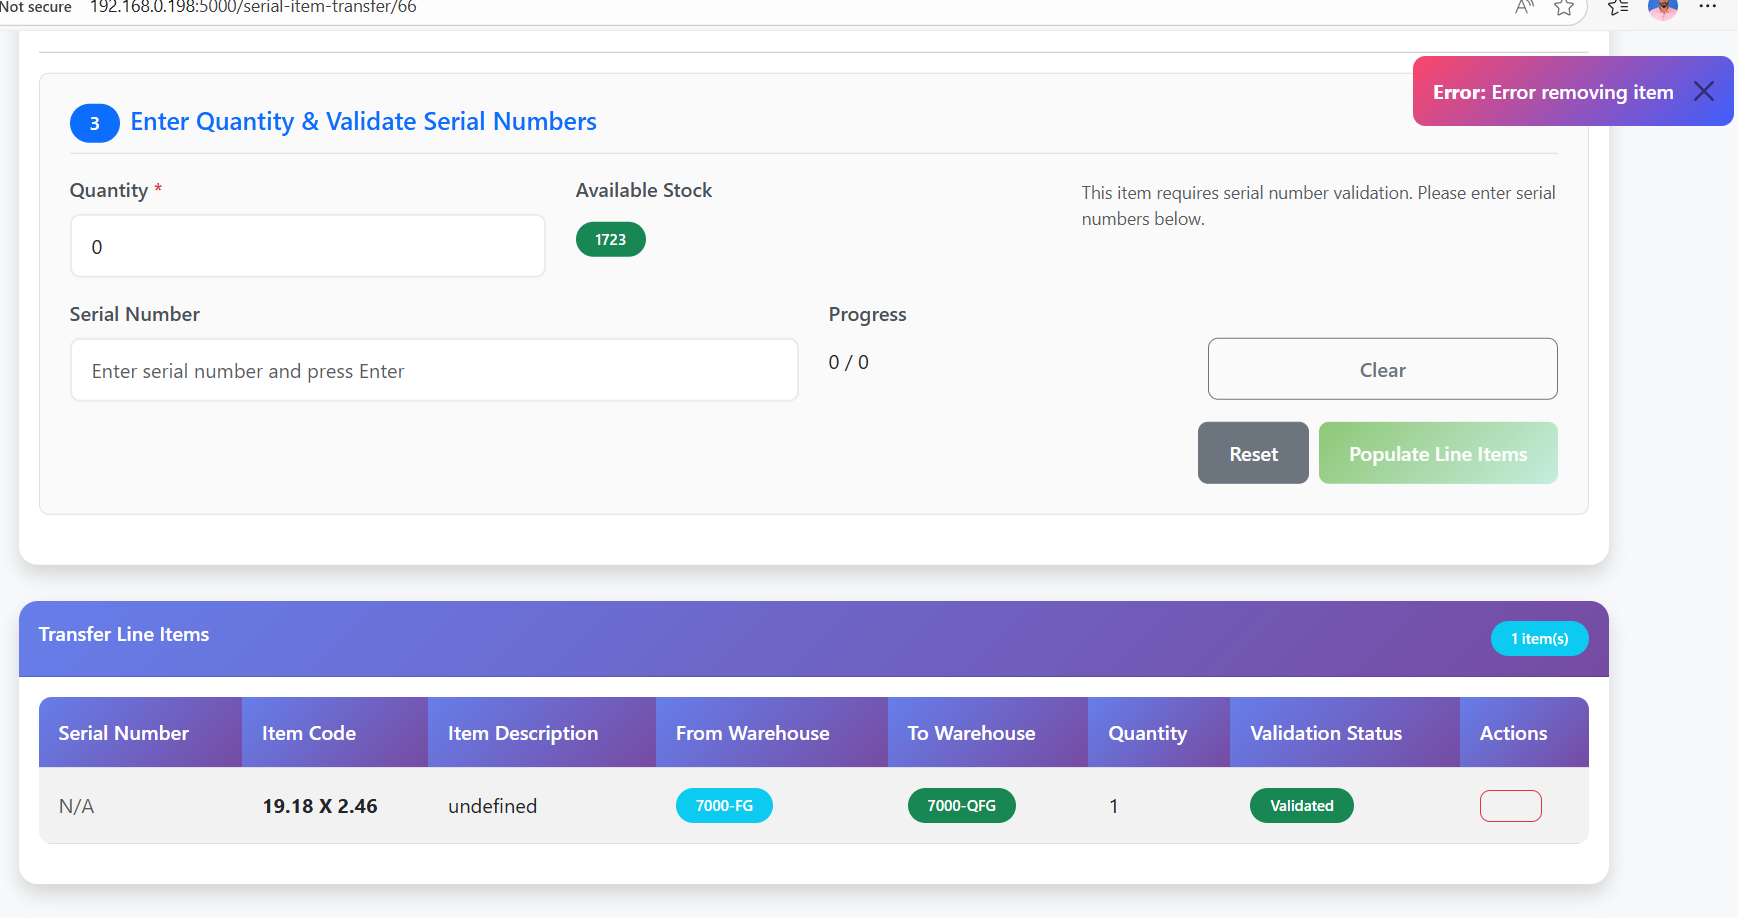 Not secure 192.168.0.198:5000/serial-item-transfer/66
Error: Error removing item
3 Enter Quantity & Validate Serial Numbers
Quantity *
Available Stock
This item requires serial number validation. Please enter serial
numbers below.
0
1723
Serial Number
Progress
Enter serial number and press Enter
0 / 0
Clear
Reset
Populate Line Items
Transfer Line Items
1 item(s)
Serial Number Item Code Item Description From Warehouse To Warehouse Quantity Validation Status Actions
N/A 19.18 X 2.46 undefined 7000-FG 7000-QFG 1 Validated